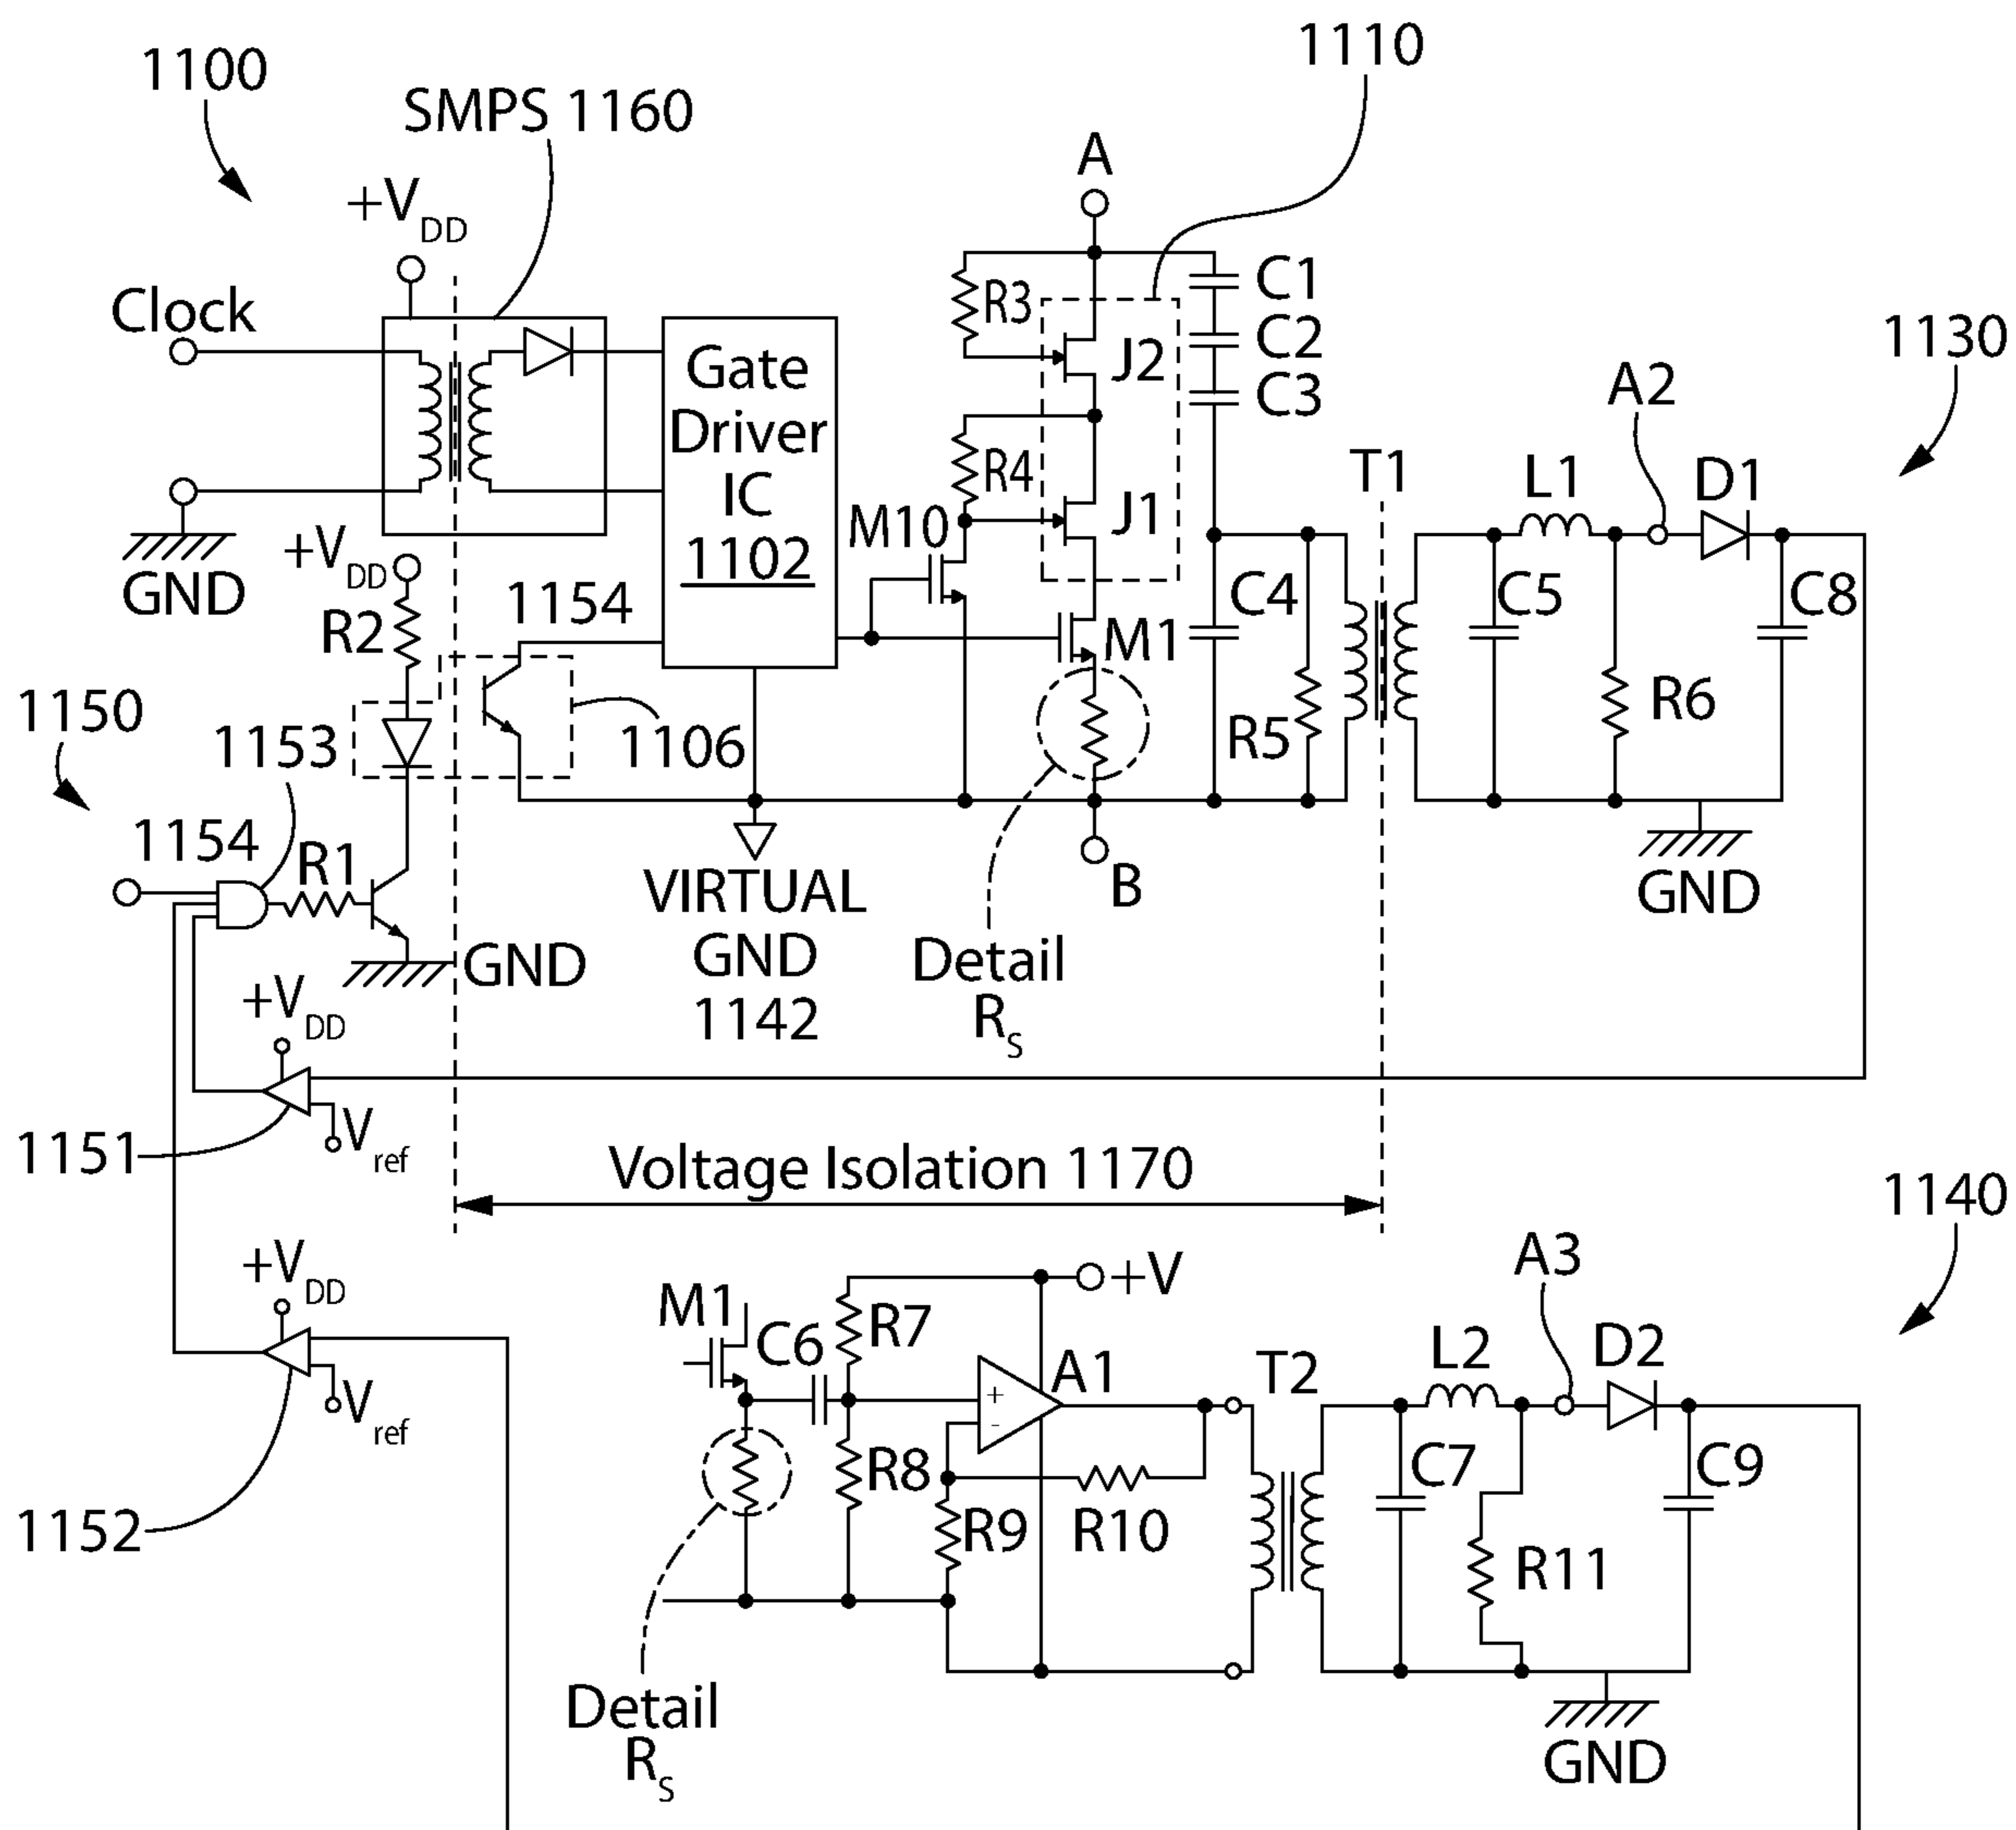 1100
SMPS 1160
1110
+VDD
A
Clock
GND
Gate
Driver
IC
1102
R3
J2
C1
C2
C3
1130
A2
R4
J1
M10
T1
L1
D1
+VDD
R2
1154
M1
C4
C5
C8
R5
R6
1150
1153
1106
1154
R1
VIRTUAL
GND
1142
B
GND
GND
Detail
RS
+VDD
1151
Vref
Voltage Isolation 1170
1140
+VDD
A3
M1
C6
R7
+V
A1
+
-
T2
L2
D2
Vref
R8
C7
C9
1152
R9
R10
R11
Detail
RS
GND